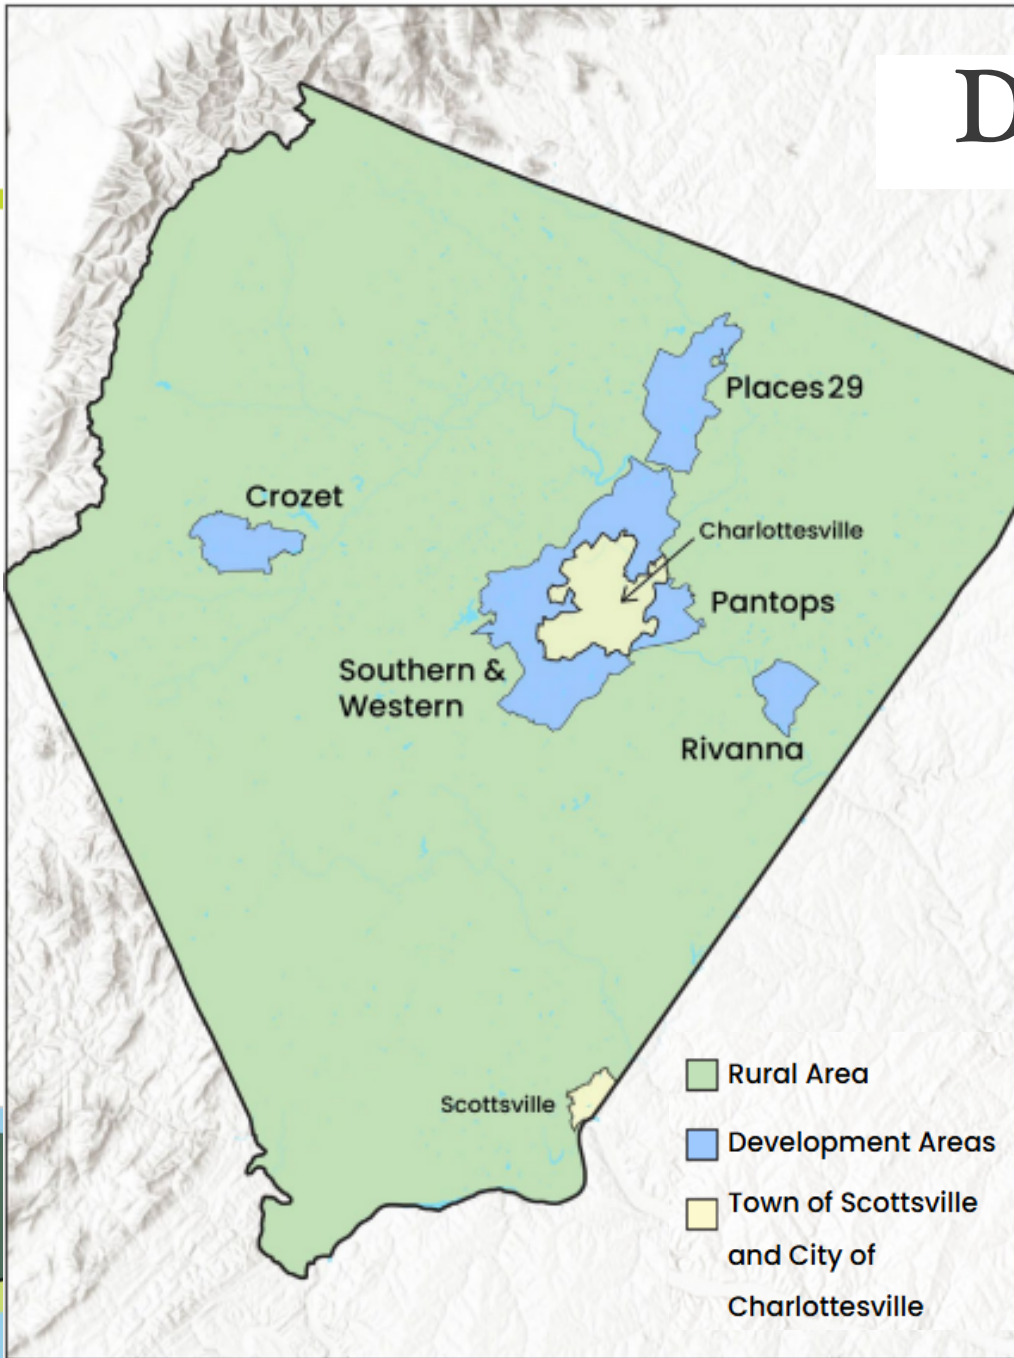 D
Places29
Crozet
Charlottesville
Pantops
Southern &
Western
Rivanna
Scottsville
Rural Area
Development Areas
Town of Scottsville
and City of
Charlottesville